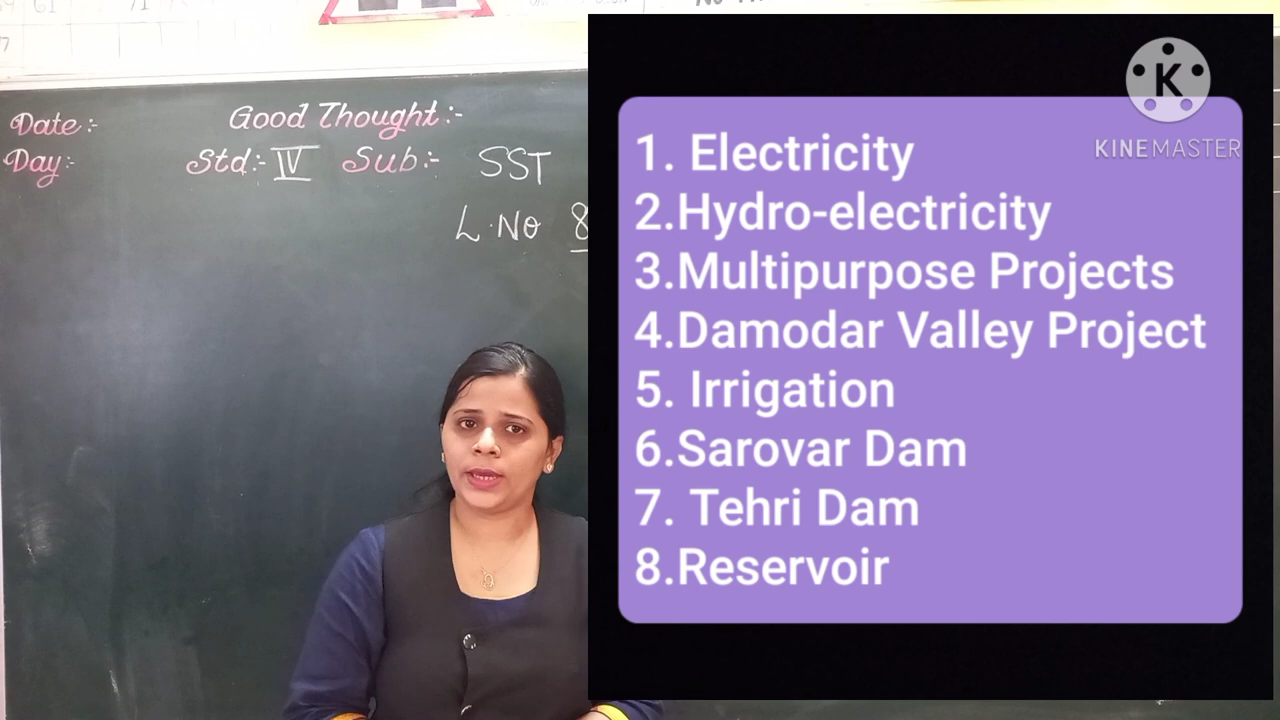 Date:-
Good Thought:-
Day:-
Std:- IV Sub:- SST
L.No 8
1. Electricity
2.Hydro-electricity
3.Multipurpose Projects
4.Damodar Valley Project
5. Irrigation
6.Sarovar Dam
7. Tehri Dam
8.Reservoir
K
KINEMASTER